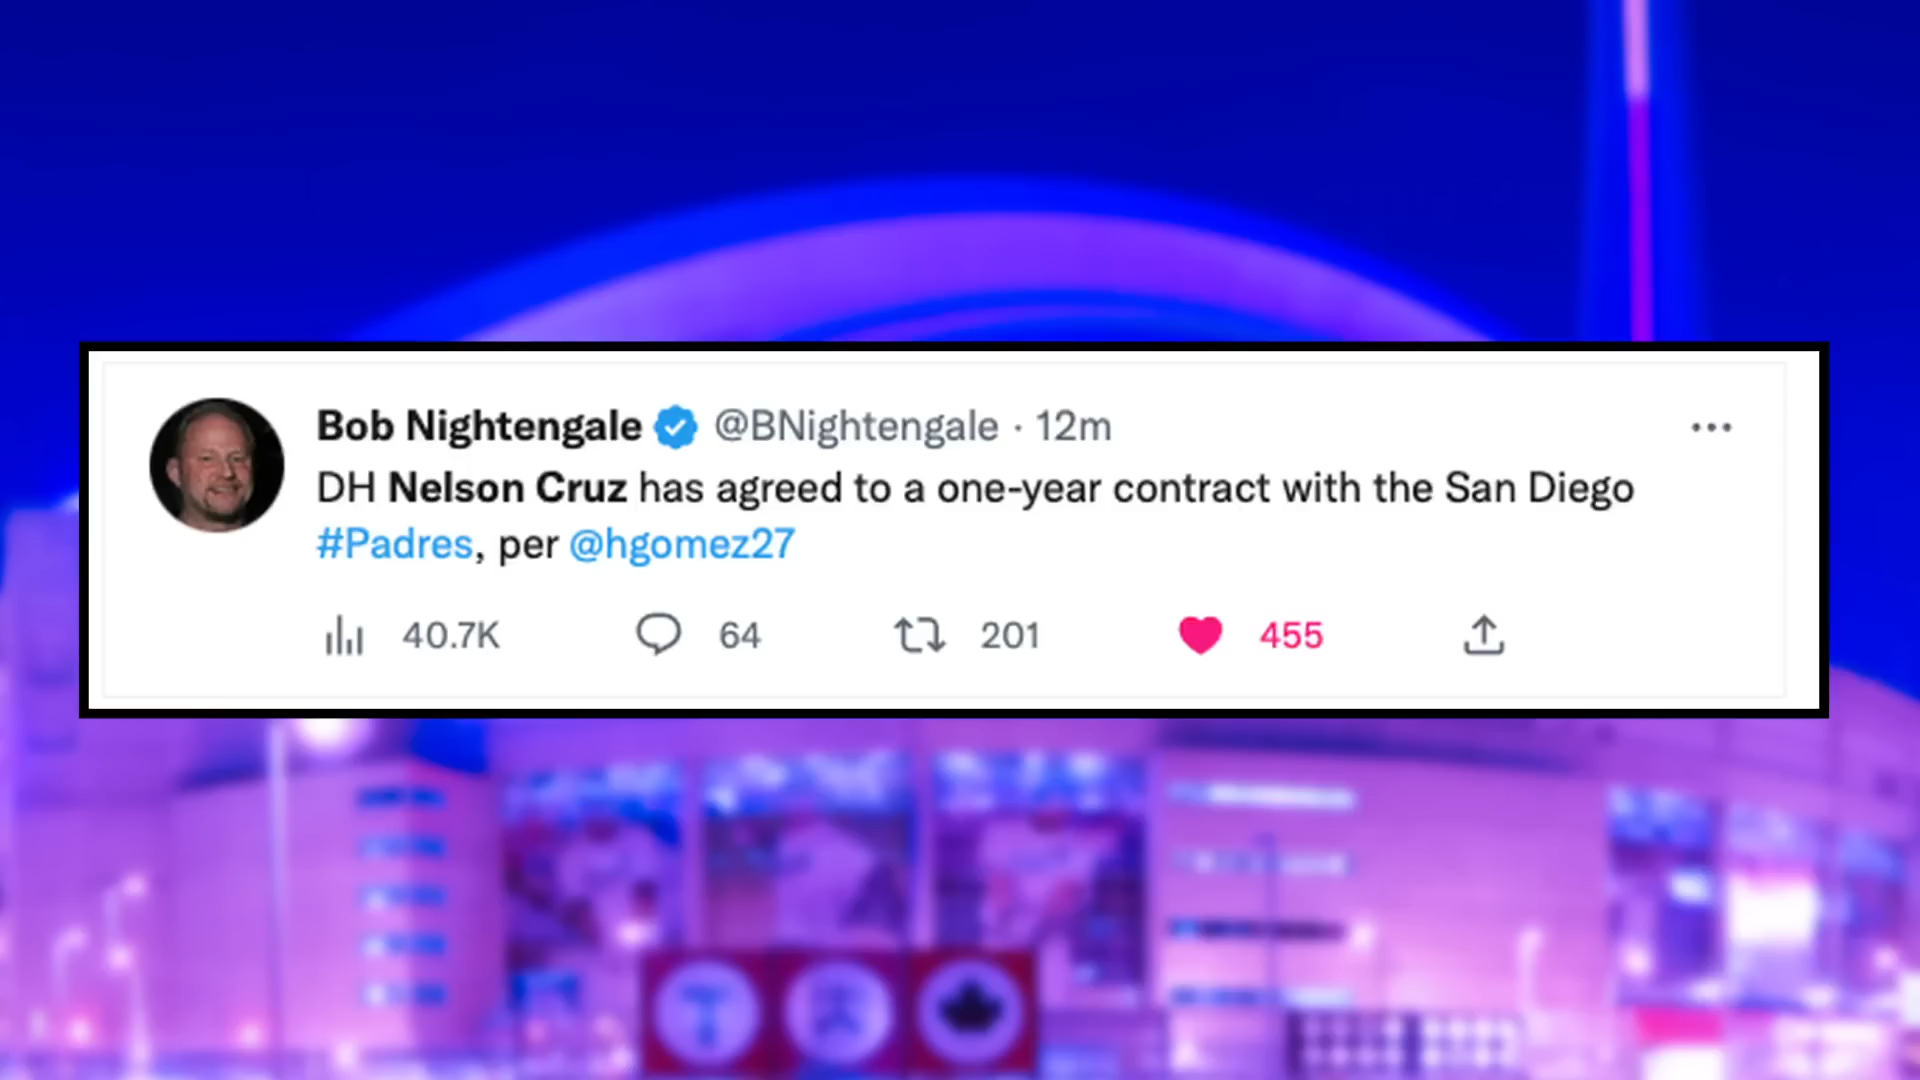 Bob Nightengale @BNightengale · 12m
DH Nelson Cruz has agreed to a one-year contract with the San Diego
#Padres, per @hgomez27
40.7K 64 201 455